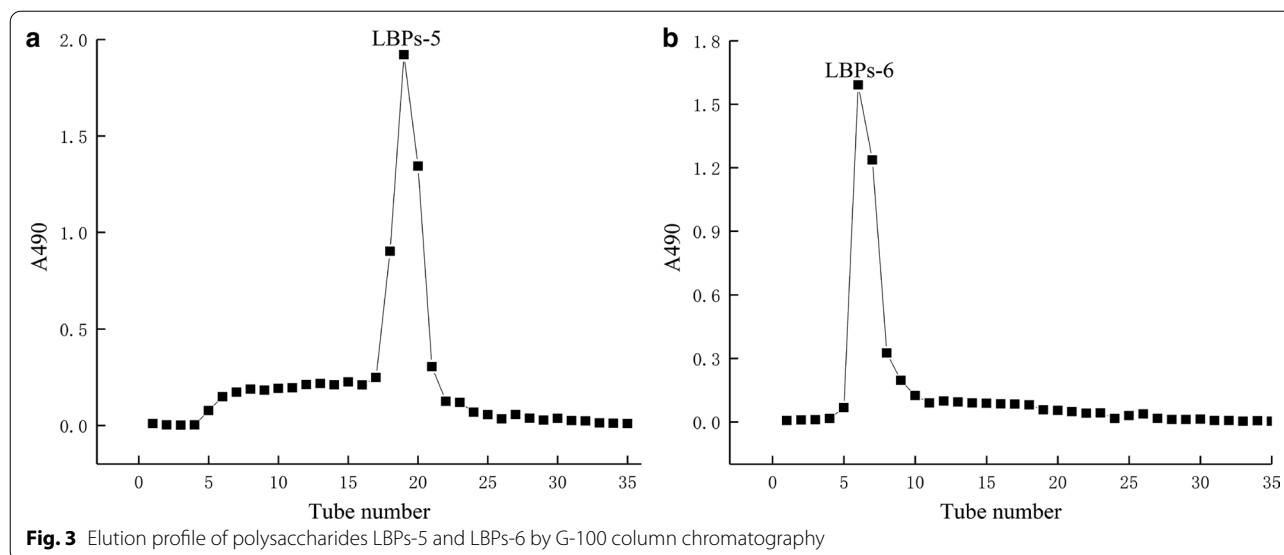 a
LBPs-5
2.0
1.5
1.0
0.5
0.0
A490
0 5 10 15 20 25 30 35
Tube number
b
LBPs-6
1.8
1.5
1.2
0.9
0.6
0.3
0.0
A490
0 5 10 15 20 25 30 35
Tube number
Fig. 3 Elution profile of polysaccharides LBPs-5 and LBPs-6 by G-100 column chromatography